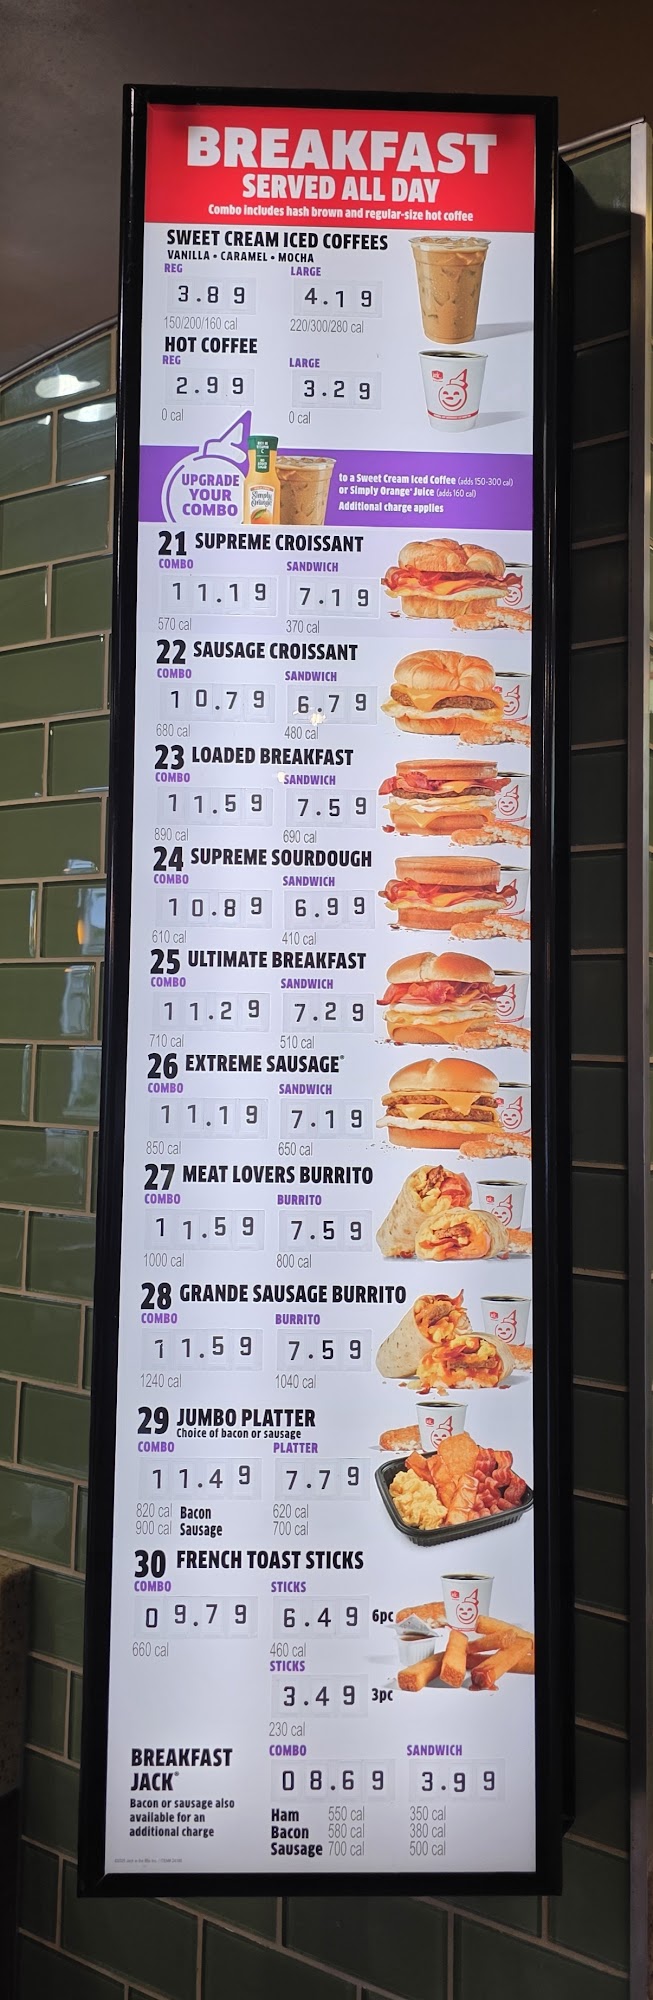 BREAKFAST
SERVED ALL DAY
Combo includes hash brown and regular-size hot coffee
SWEET CREAM ICED COFFEES
VANILLA • CARAMEL • MOCHA
REG LARGE
3.89 4.19
150/200/160 cal 220/300/280 cal
HOT COFFEE
REG LARGE
2.99 3.29
0 cal 0 cal
UPGRADE
YOUR
COMBO
Simply
Orange
to a Sweet Cream Iced Coffee (adds 150-300 cal)
or Simply Orange® Juice (adds 160 cal)
Additional charge applies
21 SUPREME CROISSANT
COMBO SANDWICH
11.19 7.19
570 cal 370 cal
22 SAUSAGE CROISSANT
COMBO SANDWICH
10.79 6.79
680 cal 480 cal
23 LOADED BREAKFAST
COMBO SANDWICH
11.59 7.59
890 cal 690 cal
24 SUPREME SOURDOUGH
COMBO SANDWICH
10.89 6.99
610 cal 410 cal
25 ULTIMATE BREAKFAST
COMBO SANDWICH
11.29 7.29
710 cal 510 cal
26 EXTREME SAUSAGE®
COMBO SANDWICH
11.19 7.19
850 cal 650 cal
27 MEAT LOVERS BURRITO
COMBO BURRITO
11.59 7.59
1000 cal 800 cal
28 GRANDE SAUSAGE BURRITO
COMBO BURRITO
11.59 7.59
1240 cal 1040 cal
29 JUMBO PLATTER
Choice of bacon or sausage
COMBO PLATTER
11.49 7.79
820 cal Bacon 620 cal
900 cal Sausage 700 cal
30 FRENCH TOAST STICKS
COMBO STICKS
09.79 6.49 6pc
660 cal 460 cal
STICKS
3.49 3pc
230 cal
BREAKFAST
JACK®
Bacon or sausage also
available for an
additional charge
COMBO SANDWICH
08.69 3.99
Ham 550 cal 350 cal
Bacon 580 cal 380 cal
Sausage 700 cal 500 cal